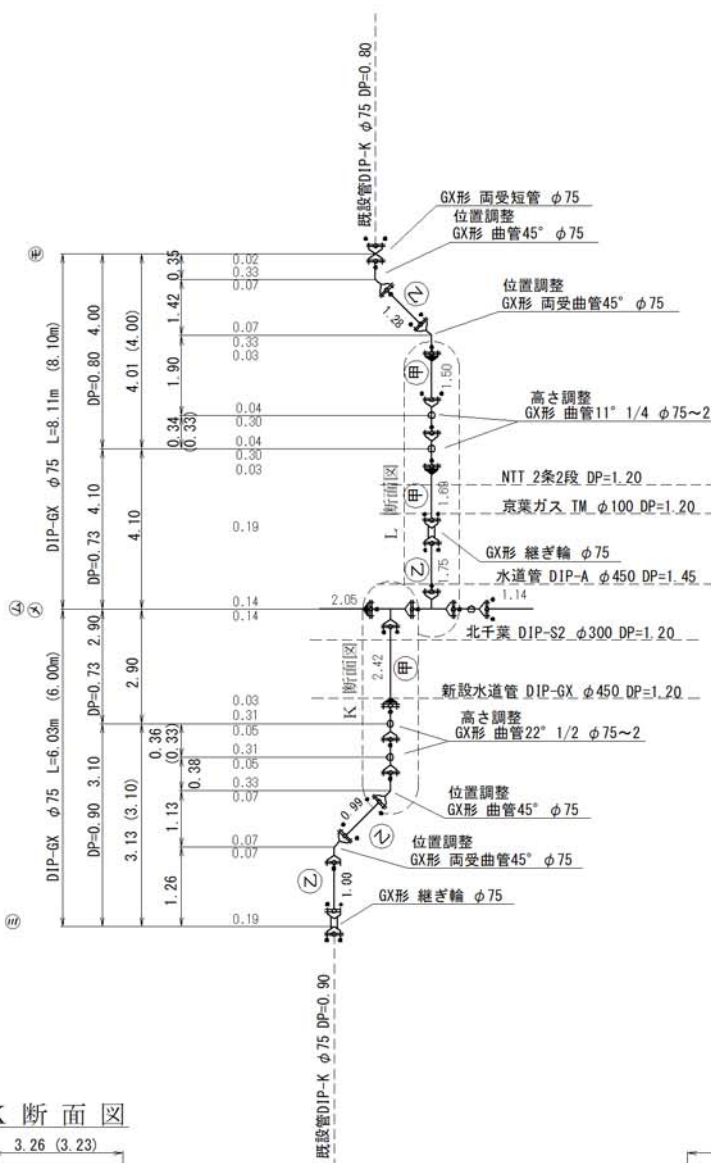 既設管DIP-K φ75 DP=0.80
GX形 両受短管 φ75
位置調整
GX形 曲管45° φ75
㋲
0.35
0.02
0.33
0.07
1.42
乙
1.28
位置調整
GX形 両受曲管45° φ75
0.07
0.33
0.03
1.90
甲
1.50
DIP-GX φ75 L=8.11m (8.10m)
DP=0.80 4.00
4.01 (4.00)
高さ調整
GX形 曲管11° 1/4 φ75~2
0.34
(0.33)
0.04
0.30
0.04
0.30
0.03
NTT 2条2段 DP=1.20
甲
1.69
京葉ガス TM φ100 DP=1.20
DP=0.73 4.10
4.10
0.19
L 断面図
GX形 継ぎ輪 φ75
乙
1.75
水道管 DIP-A φ450 DP=1.45
㋰
㋱
0.14
0.14
2.05
1.14
北千葉 DIP-S2 φ300 DP=1.20
DIP-GX φ75 L=6.03m (6.00m)
DP=0.73 2.90
2.90
K 断面図
2.42
甲
新設水道管 DIP-GX φ450 DP=1.20
0.03
0.31
0.05
0.31
0.05
0.33
0.07
0.36
(0.33)
0.38
高さ調整
GX形 曲管22° 1/2 φ75~2
DP=0.90 3.10
3.13 (3.10)
1.13
0.99
乙
位置調整
GX形 曲管45° φ75
0.07
0.07
位置調整
GX形 両受曲管45° φ75
1.26
乙
1.00
㋯
0.19
GX形 継ぎ輪 φ75
既設管DIP-K φ75 DP=0.90
K 断面図
3.26 (3.23)